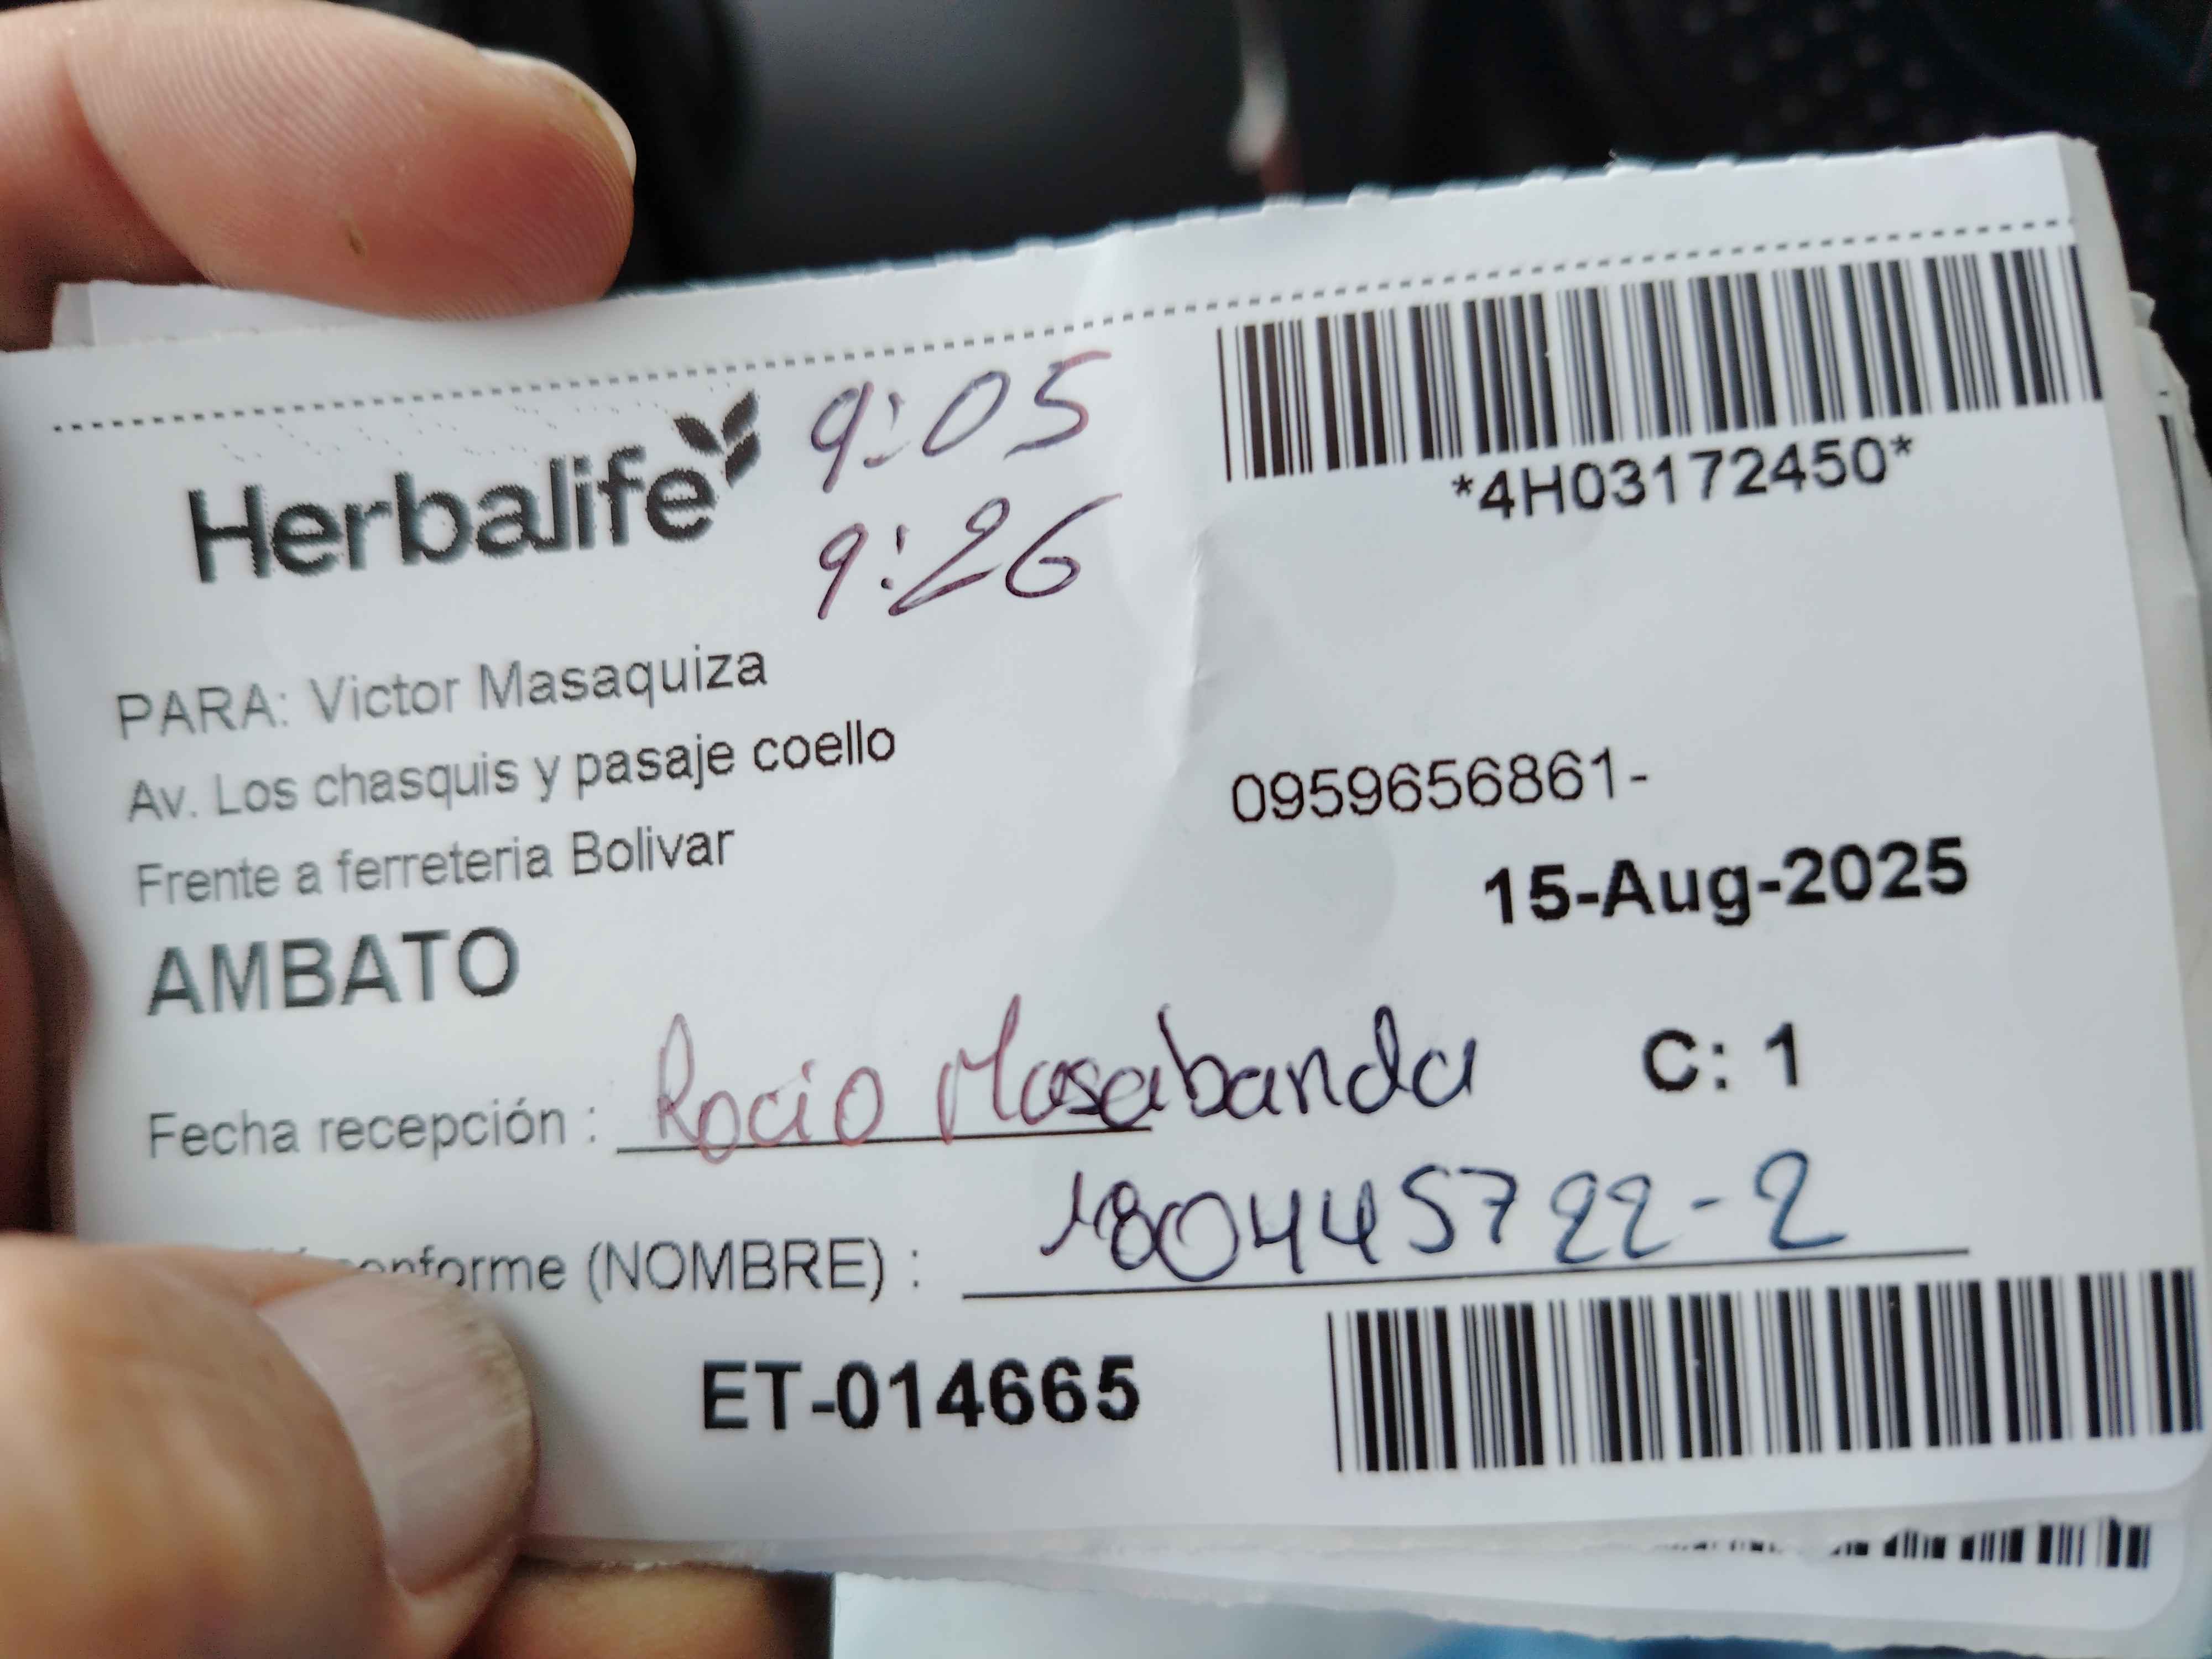 Herbalife
9:05
9:26
*4H03172450*
PARA: Victor Masaquiza
Av. Los chasquis y pasaje coello
Frente a ferreteria Bolivar
AMBATO
0959656861-
15-Aug-2025
C: 1
Fecha recepción : Rocio Masabanda
(NOMBRE) : 180445722-2
ET-014665